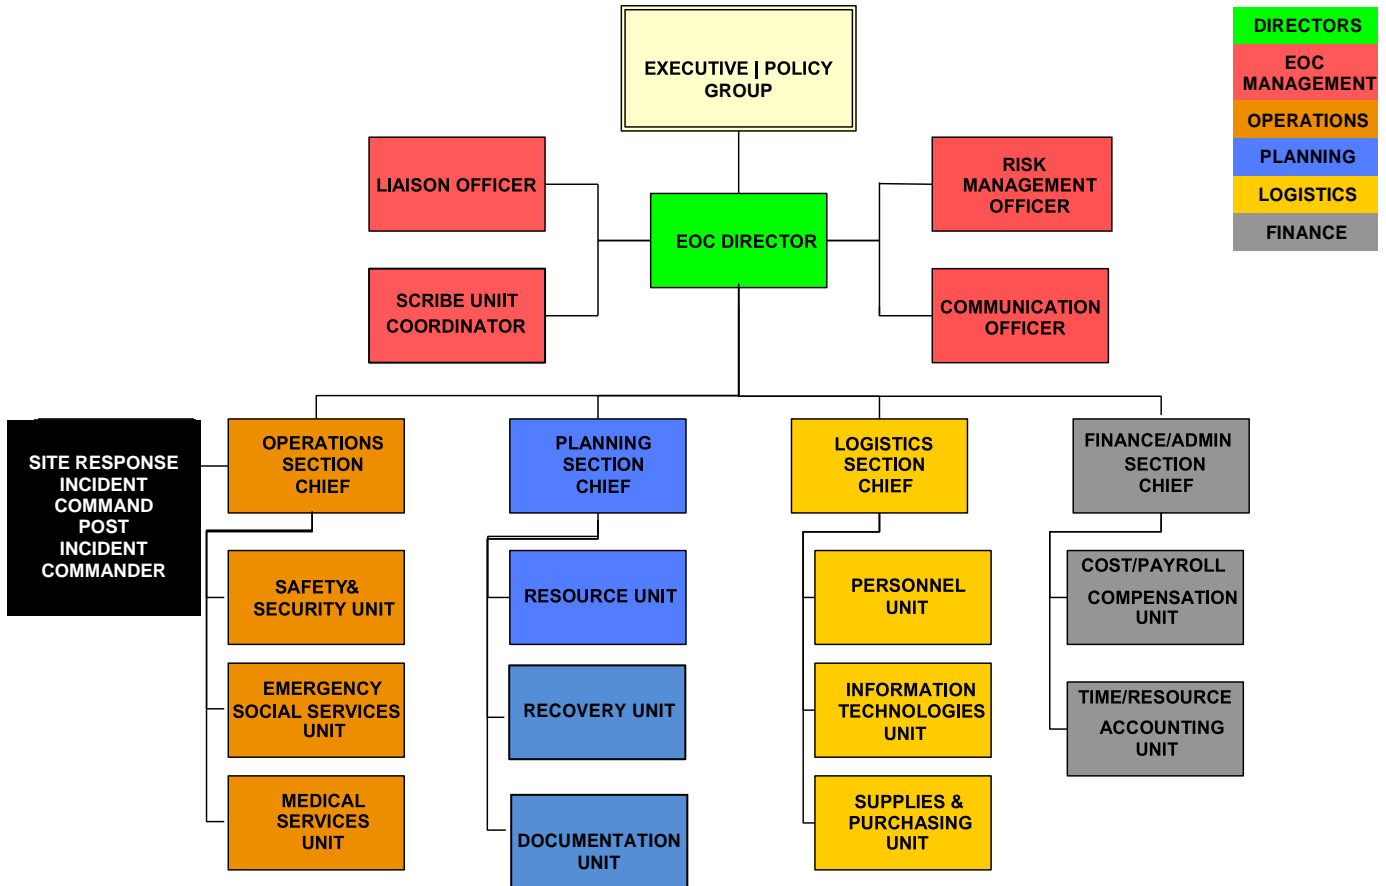 EXECUTIVE | POLICY
GROUP
DIRECTORS
EOC
MANAGEMENT
OPERATIONS
PLANNING
LOGISTICS
FINANCE
LIAISON OFFICER
RISK
MANAGEMENT
OFFICER
EOC DIRECTOR
SCRIBE UNIIT
COORDINATOR
COMMUNICATION
OFFICER
SITE RESPONSE
INCIDENT
COMMAND
POST
INCIDENT
COMMANDER
OPERATIONS
SECTION
CHIEF
PLANNING
SECTION
CHIEF
LOGISTICS
SECTION
CHIEF
FINANCE/ADMIN
SECTION
CHIEF
SAFETY&
SECURITY UNIT
RESOURCE UNIT
PERSONNEL
UNIT
COST/PAYROLL
COMPENSATION
UNIT
EMERGENCY
SOCIAL SERVICES
UNIT
RECOVERY UNIT
INFORMATION
TECHNOLOGIES
UNIT
TIME/RESOURCE
ACCOUNTING
UNIT
MEDICAL
SERVICES
UNIT
DOCUMENTATION
UNIT
SUPPLIES &
PURCHASING
UNIT